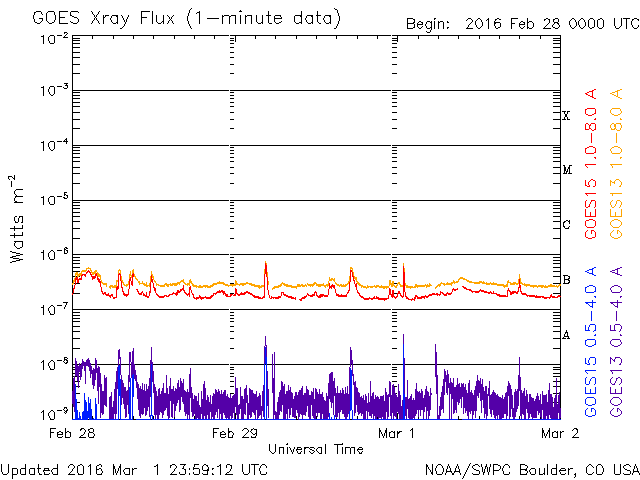 GOES Xray Flux (1-minute data)
Begin: 2016 Feb 28 0000 UTC
10-2
10-3
10-4
10-5
10-6
10-7
10-8
10-9
Watts m-2
X
M
C
B
A
GOES15 1.0-8.0 A
GOES13 1.0-8.0 A
GOES15 0.5-4.0 A
GOES13 0.5-4.0 A
Feb 28
Feb 29
Mar 1
Mar 2
Universal Time
Updated 2016 Mar 1 23:59:12 UTC
NOAA/SWPC Boulder, CO USA